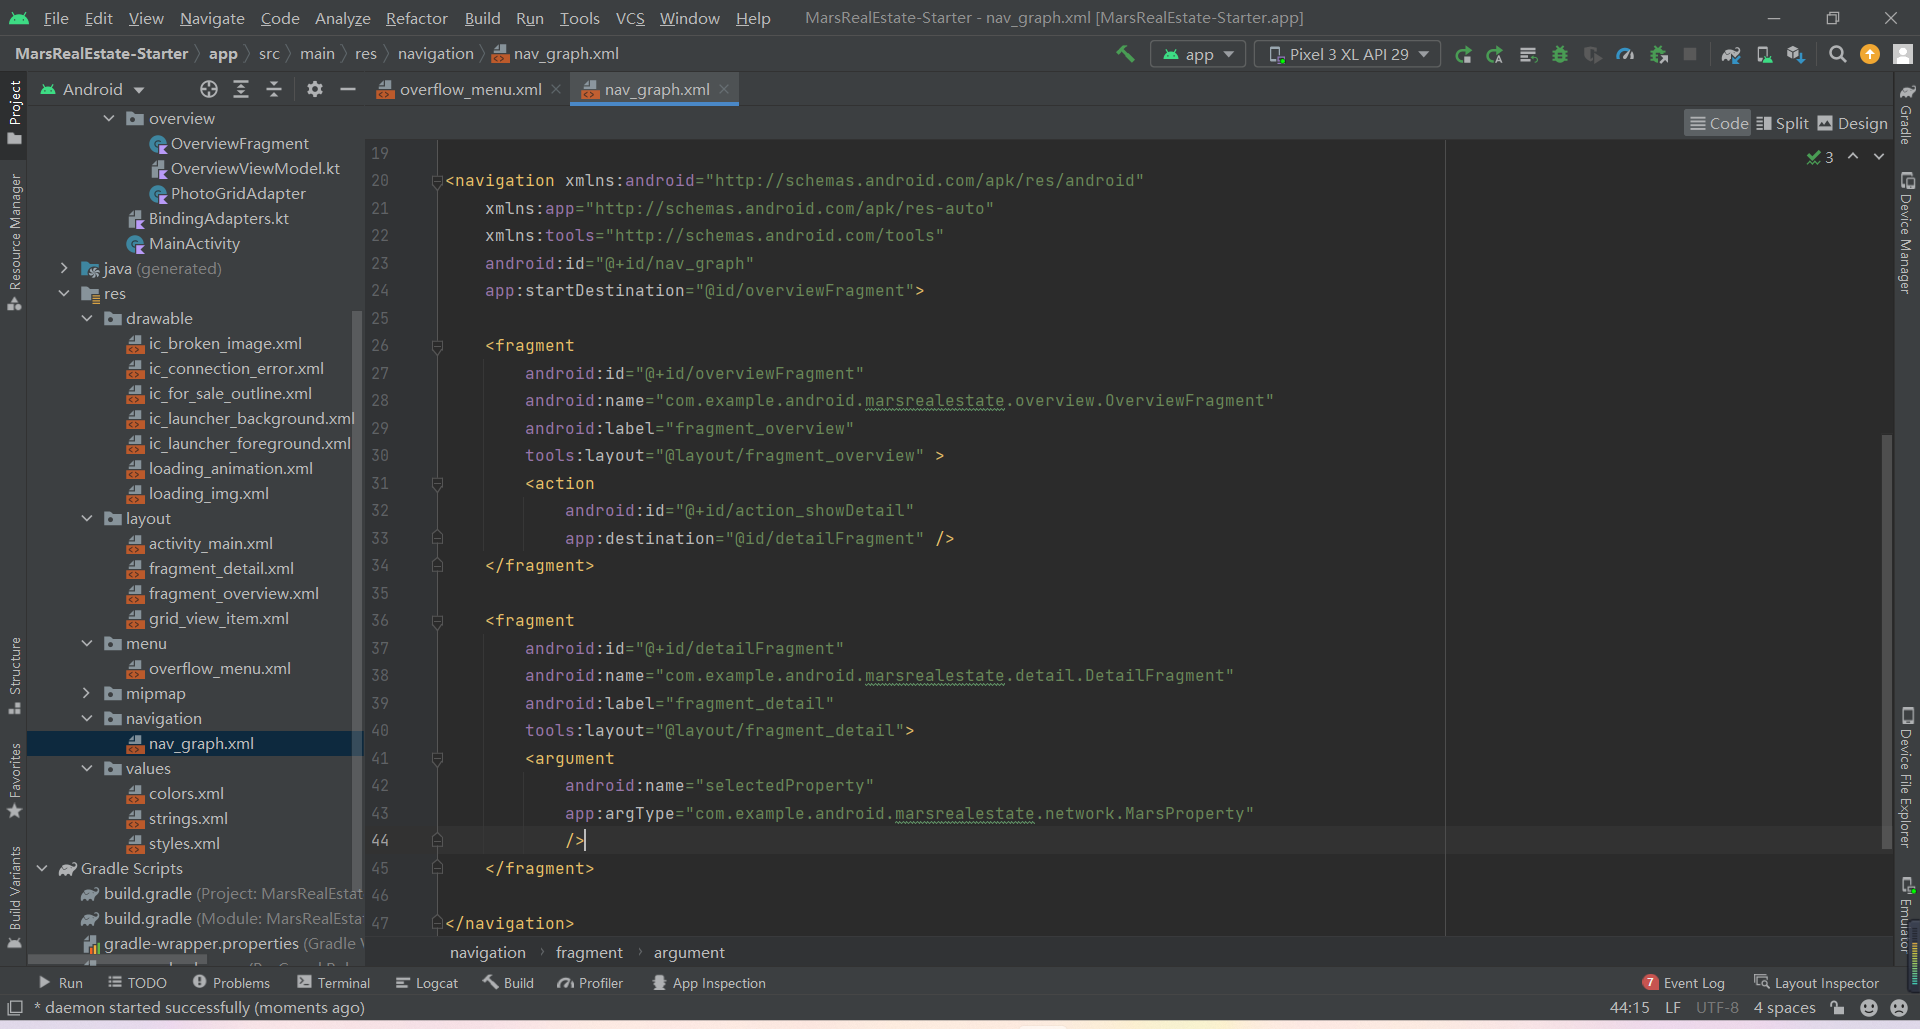 File Edit View Navigate Code Analyze Refactor Build Run Tools VCS Window Help MarsRealEstate-Starter - nav_graph.xml [MarsRealEstate-Starter.app]
MarsRealEstate-Starter app src main res navigation nav_graph.xml app Pixel 3 XL API 29
Android overflow_menu.xml nav_graph.xml
Code Split Design
3
Project
Resource Manager
Structure
Favorites
Build Variants
overview
OverviewFragment
OverviewViewModel.kt
PhotoGridAdapter
BindingAdapters.kt
MainActivity
java (generated)
res
drawable
ic_broken_image.xml
ic_connection_error.xml
ic_for_sale_outline.xml
ic_launcher_background.xml
ic_launcher_foreground.xml
loading_animation.xml
loading_img.xml
layout
activity_main.xml
fragment_detail.xml
fragment_overview.xml
grid_view_item.xml
menu
overflow_menu.xml
mipmap
navigation
nav_graph.xml
values
colors.xml
strings.xml
styles.xml
Gradle Scripts
build.gradle (Project: MarsRealEstat
build.gradle (Module: MarsRealEsta
gradle-wrapper.properties (Gradle
19
20 <navigation xmlns:android="http://schemas.android.com/apk/res/android"
21 xmlns:app="http://schemas.android.com/apk/res-auto"
22 xmlns:tools="http://schemas.android.com/tools"
23 android:id="@+id/nav_graph"
24 app:startDestination="@id/overviewFragment">
25
26 <fragment
27 android:id="@+id/overviewFragment"
28 android:name="com.example.android.marsrealestate.overview.OverviewFragment"
29 android:label="fragment_overview"
30 tools:layout="@layout/fragment_overview" >
31 <action
32 android:id="@+id/action_showDetail"
33 app:destination="@id/detailFragment" />
34 </fragment>
35
36 <fragment
37 android:id="@+id/detailFragment"
38 android:name="com.example.android.marsrealestate.detail.DetailFragment"
39 android:label="fragment_detail"
40 tools:layout="@layout/fragment_detail">
41 <argument
42 android:name="selectedProperty"
43 app:argType="com.example.android.marsrealestate.network.MarsProperty"
44 />
45 </fragment>
46
47 </navigation>
navigation fragment argument
Gradle
Device Manager
Device File Explorer
Emulator
Run TODO Problems Terminal Logcat Build Profiler App Inspection 7 Event Log Layout Inspector
* daemon started successfully (moments ago) 44:15 LF UTF-8 4 spaces